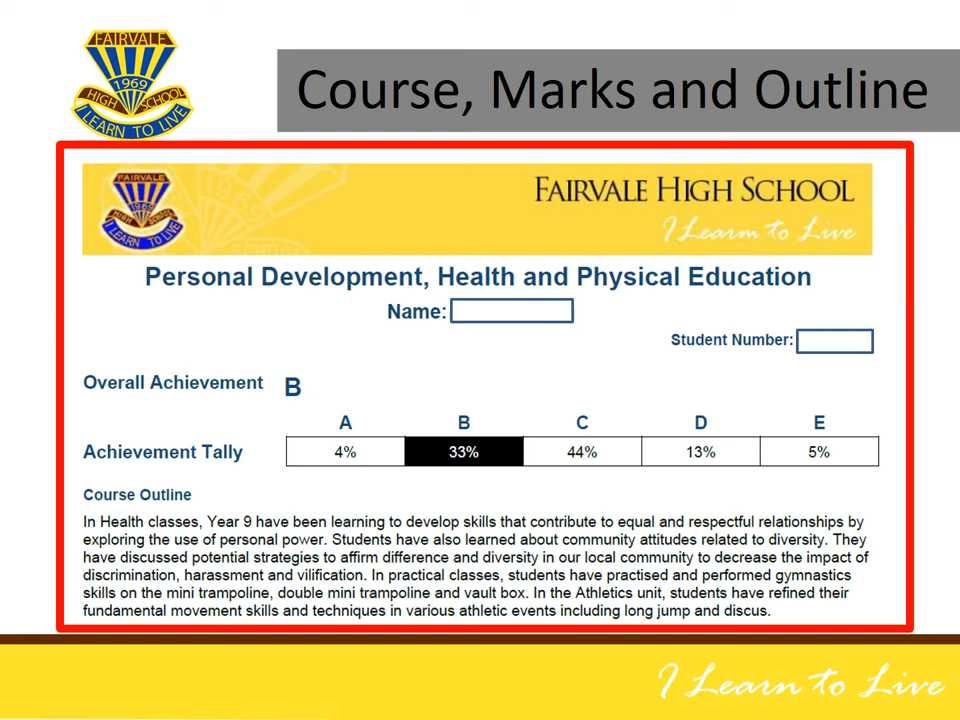 FAIRVALE
1969
HIGH SCHOOL
I LEARN TO LIVE
Course, Marks and Outline
FAIRVALE
1969
HIGH SCHOOL
I LEARN TO LIVE
FAIRVALE HIGH SCHOOL
I Learn to Live
Personal Development, Health and Physical Education
Name:
Student Number:
Overall Achievement B
A B C D E
Achievement Tally 4% 33% 44% 13% 5%
Course Outline
In Health classes, Year 9 have been learning to develop skills that contribute to equal and respectful relationships by
exploring the use of personal power. Students have also learned about community attitudes related to diversity. They
have discussed potential strategies to affirm difference and diversity in our local community to decrease the impact of
discrimination, harassment and vilification. In practical classes, students have practised and performed gymnastics
skills on the mini trampoline, double mini trampoline and vault box. In the Athletics unit, students have refined their
fundamental movement skills and techniques in various athletic events including long jump and discus.
I Learn to Live